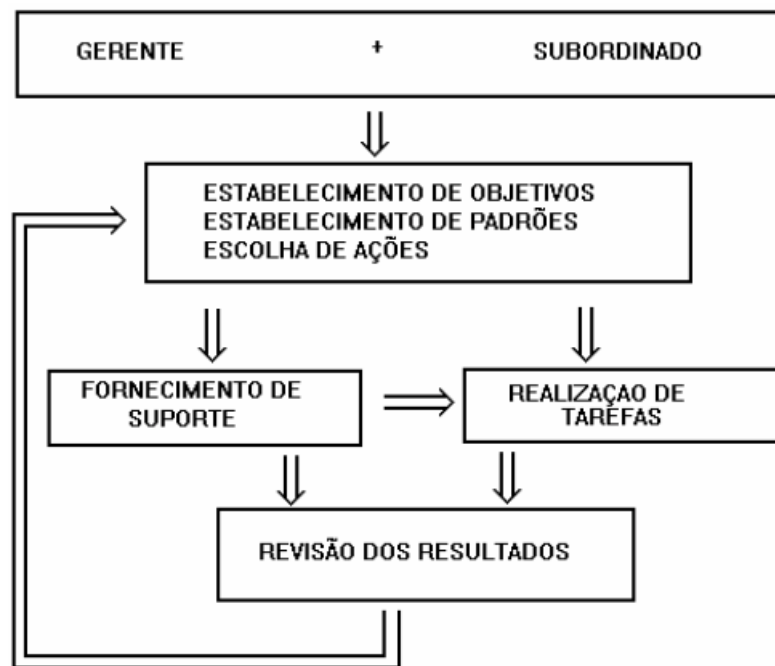 GERENTE + SUBORDINADO
ESTABELECIMENTO DE OBJETIVOS
ESTABELECIMENTO DE PADRÕES
ESCOLHA DE AÇÕES
FORNECIMENTO DE
SUPORTE
REALIZAÇAO DE
TAREFAS
REVISÃO DOS RESULTADOS